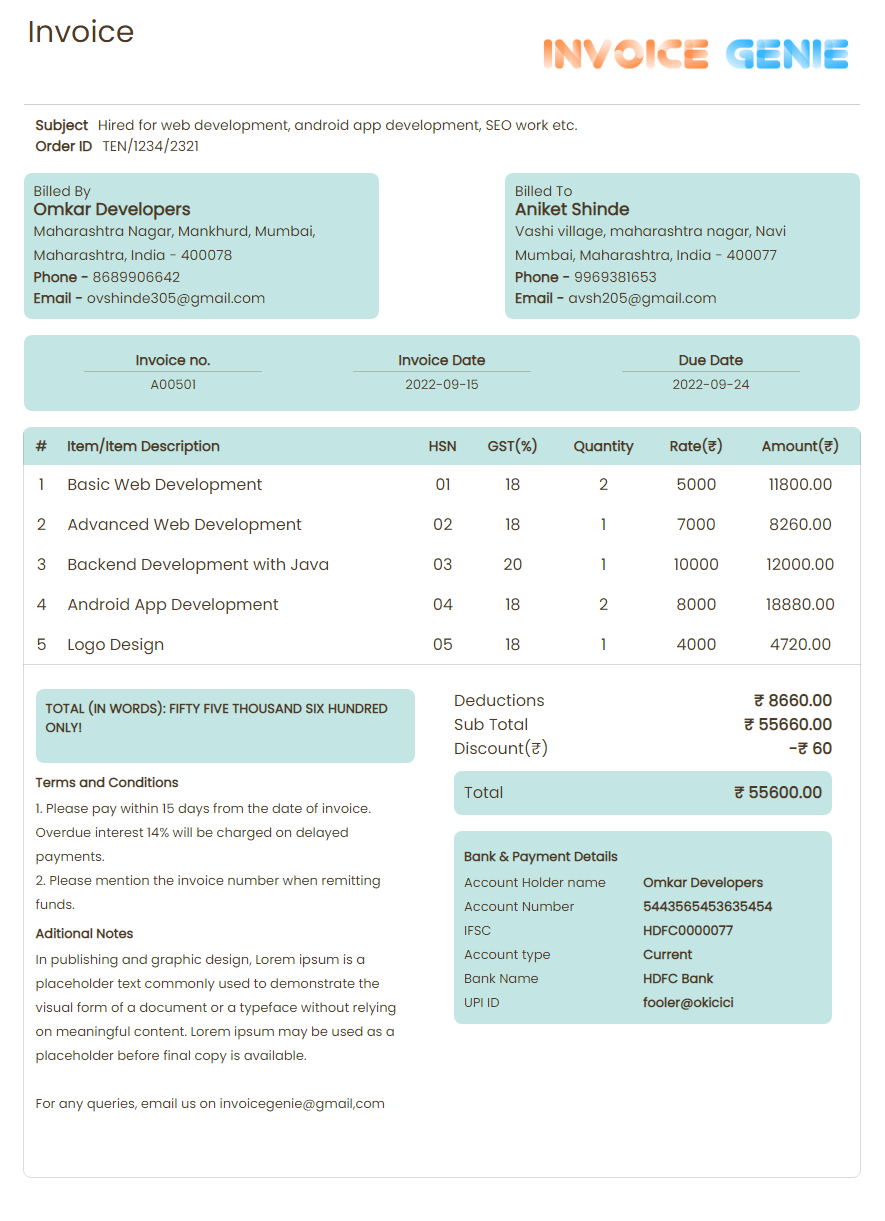 Invoice
INVOICE GENIE
Subject Hired for web development, android app development, SEO work etc.
Order ID TEN/1234/2321
Billed By
Omkar Developers
Maharashtra Nagar, Mankhurd, Mumbai,
Maharashtra, India - 400078
Phone - 8689906642
Email - ovshinde305@gmail.com
Billed To
Aniket Shinde
Vashi village, maharashtra nagar, Navi
Mumbai, Maharashtra, India - 400077
Phone - 9969381653
Email - avsh205@gmail.com
Invoice no. Invoice Date Due Date
A00501 2022-09-15 2022-09-24
# Item/Item Description HSN GST(%) Quantity Rate(₹) Amount(₹)
1 Basic Web Development 01 18 2 5000 11800.00
2 Advanced Web Development 02 18 1 7000 8260.00
3 Backend Development with Java 03 20 1 10000 12000.00
4 Android App Development 04 18 2 8000 18880.00
5 Logo Design 05 18 1 4000 4720.00
TOTAL (IN WORDS): FIFTY FIVE THOUSAND SIX HUNDRED
ONLY!
Terms and Conditions
1. Please pay within 15 days from the date of invoice.
Overdue interest 14% will be charged on delayed
payments.
2. Please mention the invoice number when remitting
funds.
Aditional Notes
In publishing and graphic design, Lorem ipsum is a
placeholder text commonly used to demonstrate the
visual form of a document or a typeface without relying
on meaningful content. Lorem ipsum may be used as a
placeholder before final copy is available.
For any queries, email us on invoicegenie@gmail,com
Deductions ₹ 8660.00
Sub Total ₹ 55660.00
Discount(₹) -₹ 60
Total ₹ 55600.00
Bank & Payment Details
Account Holder name Omkar Developers
Account Number 5443565453635454
IFSC HDFC0000077
Account type Current
Bank Name HDFC Bank
UPI ID fooler@okicici